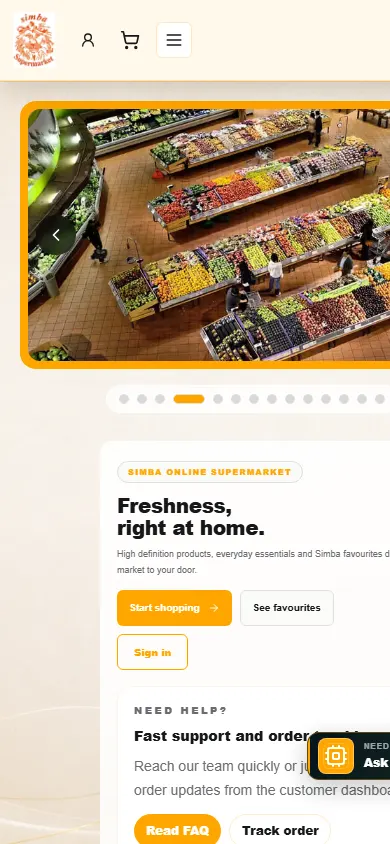 simba
Supermarket
SIMBA ONLINE SUPERMARKET
Freshness,
right at home.
High definition products, everyday essentials and Simba favourites
market to your door.
Start shopping
See favourites
Sign in
NEED HELP?
Fast support and order
Reach our team quickly or
order updates from the customer
NEED
Ask
Read FAQ
Track order